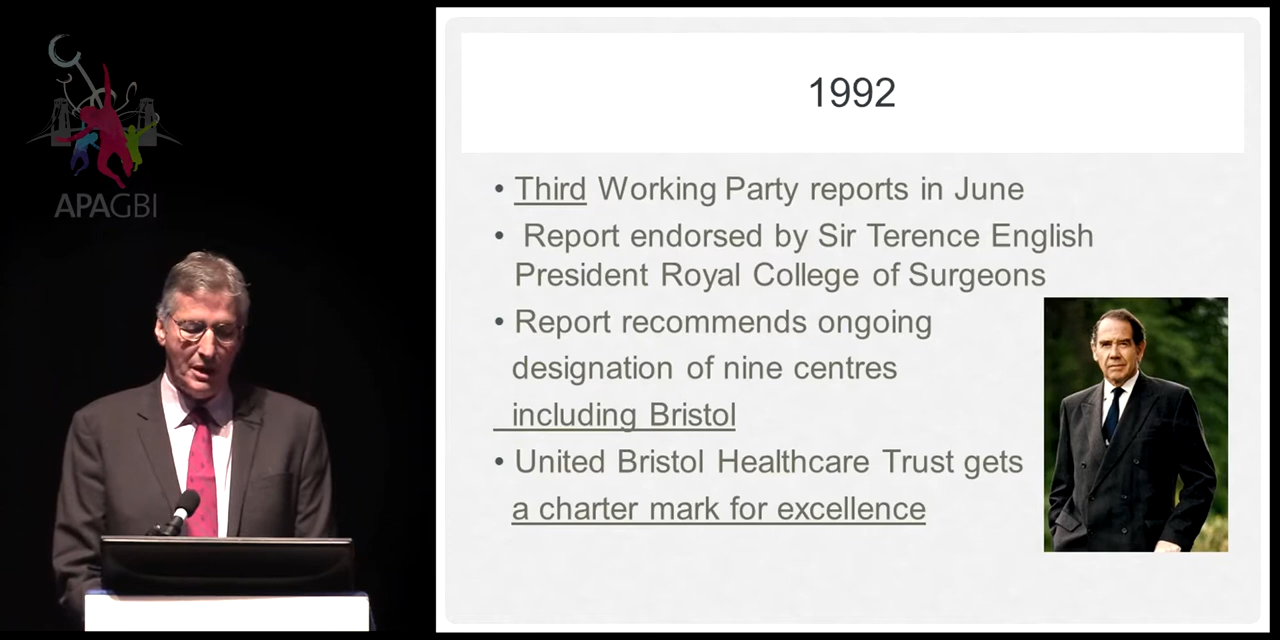 APAGBI
1992
• Third Working Party reports in June
• Report endorsed by Sir Terence English
President Royal College of Surgeons
• Report recommends ongoing
designation of nine centres
including Bristol
• United Bristol Healthcare Trust gets
a charter mark for excellence